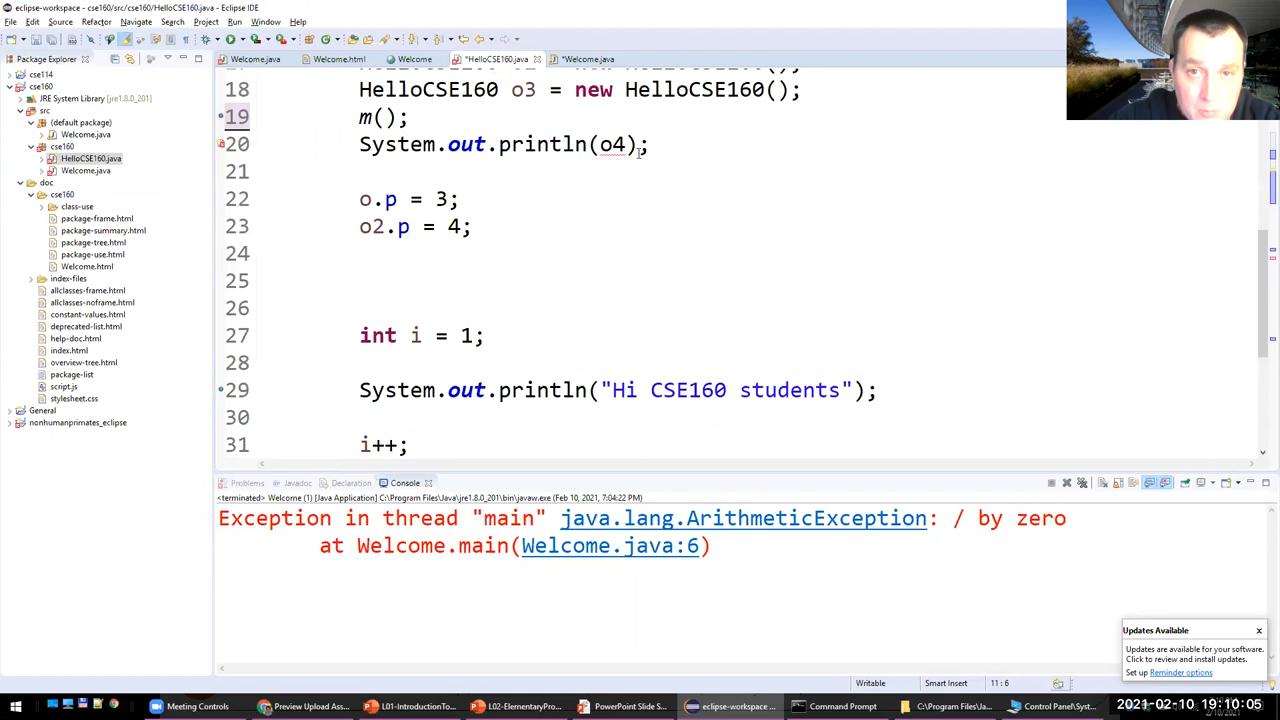 eclipse-workspace - cse160/src/cse160/HelloCSE160.java - Eclipse IDE
File Edit Source Refactor Navigate Search Project Run Window Help
Package Explorer
Welcome.java
Welcome.html
Welcome
*HelloCSE160.java
*Welcome.java
cse114
cse160
JRE System Library [jre1.8.0_201]
src
(default package)
Welcome.java
cse160
HelloCSE160.java
Welcome.java
doc
cse160
class-use
package-frame.html
package-summary.html
package-tree.html
package-use.html
Welcome.html
index-files
allclasses-frame.html
allclasses-noframe.html
constant-values.html
deprecated-list.html
help-doc.html
index.html
overview-tree.html
package-list
script.js
stylesheet.css
General
nonhumanprimates_eclipse
18 HelloCSE160 o3 = new HelloCSE160();
19 m();
20 System.out.println(o4);
21
22 o.p = 3;
23 o2.p = 4;
24
25
26
27 int i = 1;
28
29 System.out.println("Hi CSE160 students");
30
31 i++;
Problems Javadoc Declaration Console
<terminated> Welcome (1) [Java Application] C:\Program Files\Java\jre1.8.0_201\bin\javaw.exe (Feb 10, 2021, 7:04:22 PM)
Exception in thread "main" java.lang.ArithmeticException: / by zero
at Welcome.main(Welcome.java:6)
Updates Available
Updates are available for your software.
Click to review and install updates.
Set up Reminder options
Writable
Smart Insert
11 : 6
Meeting Controls
Preview Upload Ass...
L01-IntroductionTo...
L02-ElementaryPro...
PowerPoint Slide S...
eclipse-workspace ...
Command Prompt
C:\Program Files\Ja...
Control Panel\Syst...
2021-02-10 19:10:05